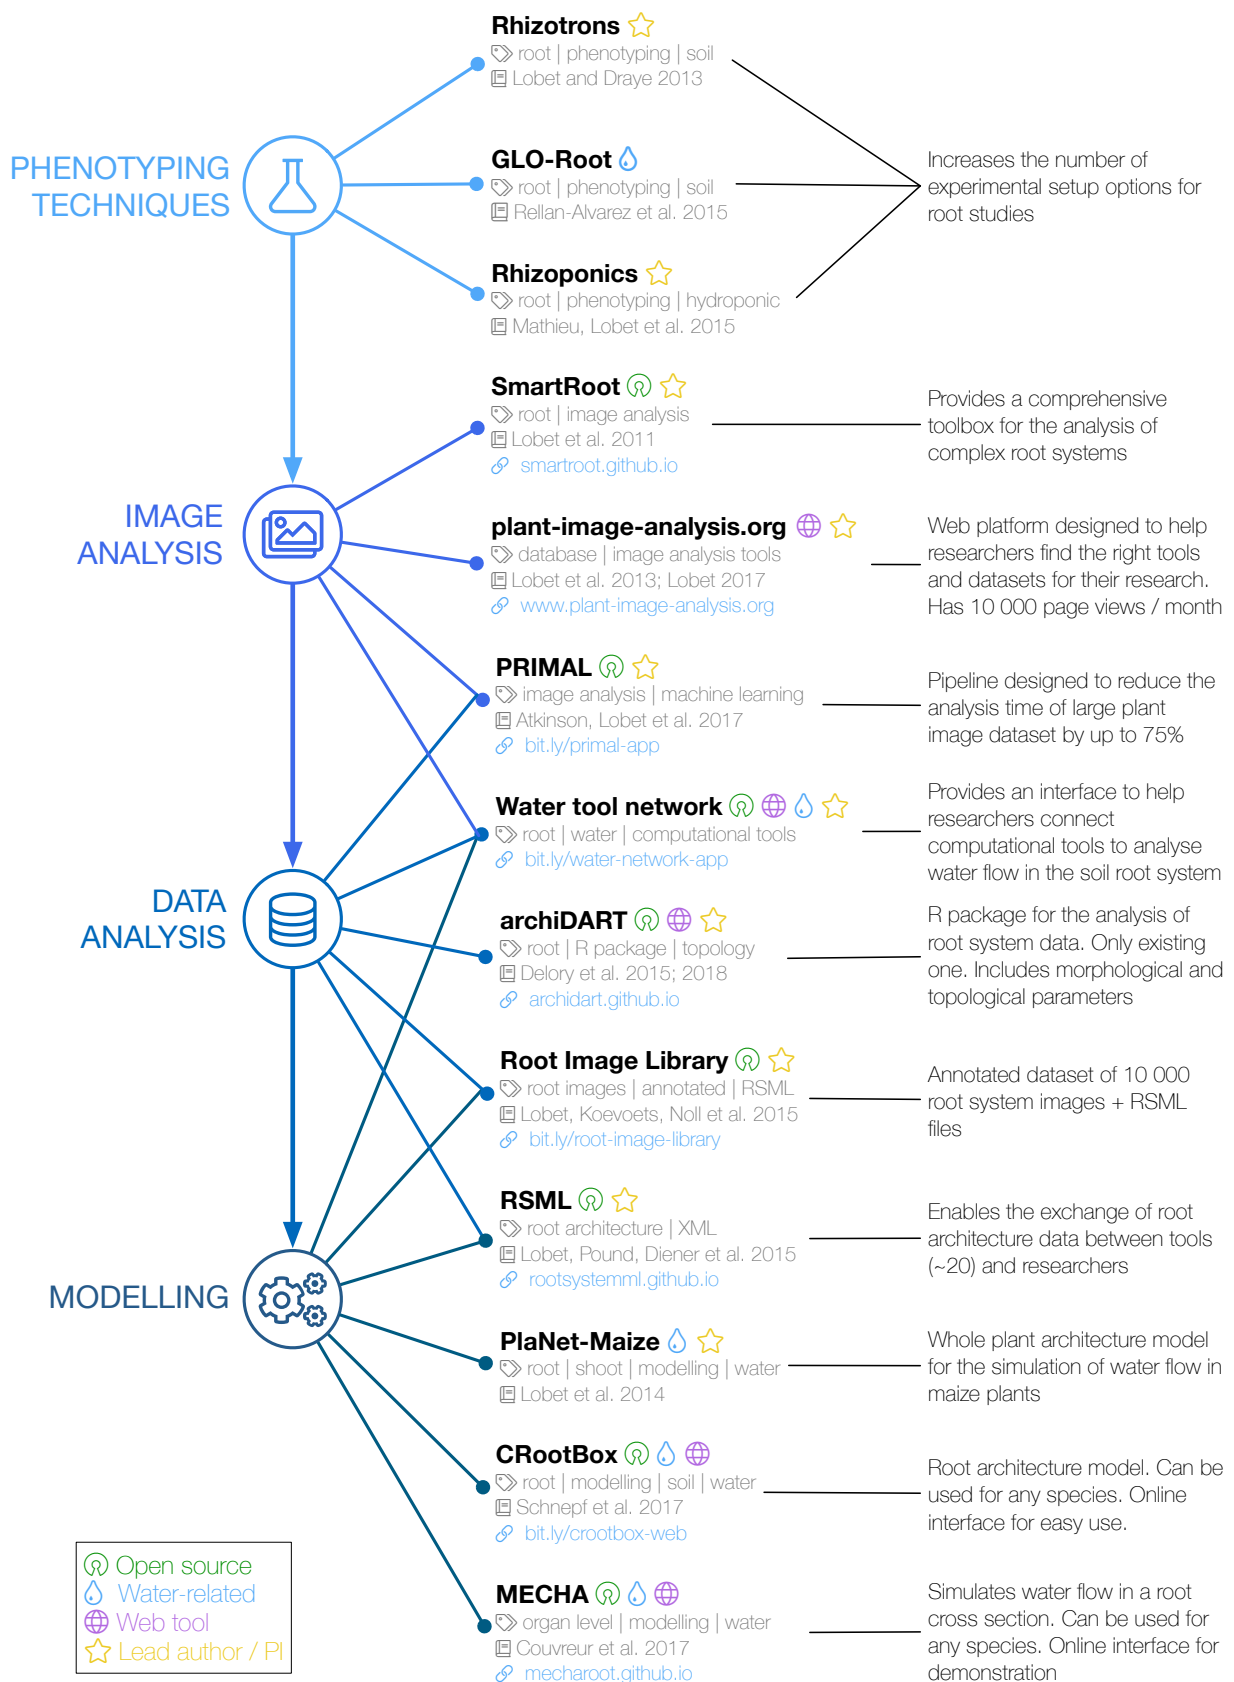 Rhizotrons
root | phenotyping | soil
Lobet and Draye 2013
PHENOTYPING
TECHNIQUES
GLO-Root
root | phenotyping | soil
Rellan-Alvarez et al. 2015
Increases the number of
experimental setup options for
root studies
Rhizoponics
root | phenotyping | hydroponic
Mathieu, Lobet et al. 2015
SmartRoot
root | image analysis
Lobet et al. 2011
smartroot.github.io
Provides a comprehensive
toolbox for the analysis of
complex root systems
IMAGE
ANALYSIS
plant-image-analysis.org
database | image analysis tools
Lobet et al. 2013; Lobet 2017
www.plant-image-analysis.org
Web platform designed to help
researchers find the right tools
and datasets for their research.
Has 10 000 page views / month
PRIMAL
image analysis | machine learning
Atkinson, Lobet et al. 2017
bit.ly/primal-app
Pipeline designed to reduce the
analysis time of large plant
image dataset by up to 75%
Water tool network
root | water | computational tools
bit.ly/water-network-app
Provides an interface to help
researchers connect
computational tools to analyse
water flow in the soil root system
DATA
ANALYSIS
archiDART
root | R package | topology
Delory et al. 2015; 2018
archidart.github.io
R package for the analysis of
root system data. Only existing
one. Includes morphological and
topological parameters
Root Image Library
root images | annotated | RSML
Lobet, Koevoets, Noll et al. 2015
bit.ly/root-image-library
Annotated dataset of 10 000
root system images + RSML
files
RSML
root architecture | XML
Lobet, Pound, Diener et al. 2015
rootsystemml.github.io
Enables the exchange of root
architecture data between tools
(~20) and researchers
MODELLING
PlaNet-Maize
root | shoot | modelling | water
Lobet et al. 2014
Whole plant architecture model
for the simulation of water flow in
maize plants
CRootBox
root | modelling | soil | water
Schnepf et al. 2017
bit.ly/crootbox-web
Root architecture model. Can be
used for any species. Online
interface for easy use.
MECHA
organ level | modelling | water
Couvreur et al. 2017
mecharoot.github.io
Simulates water flow in a root
cross section. Can be used for
any species. Online interface for
demonstration
Open source
Water-related
Web tool
Lead author / PI